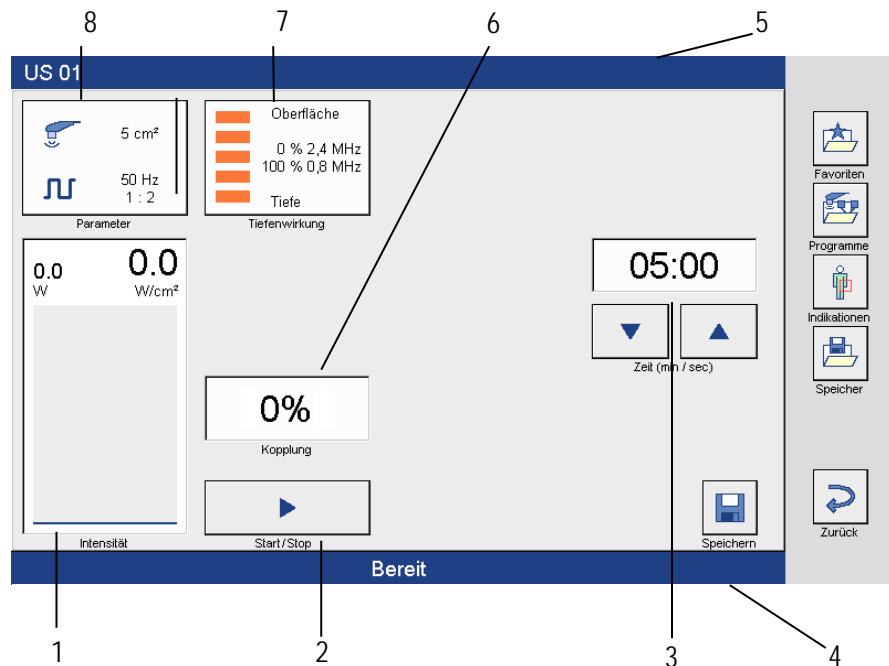 8
7
6
5
US 01
5 cm²
50 Hz
1 : 2
Parameter
Oberfläche
0 % 2,4 MHz
100 % 0,8 MHz
Tiefe
Tiefenwirkung
0.0
W
0.0
W/cm²
Intensität
0%
Kopplung
Start/Stop
05:00
Zeit (min / sec)
Speichern
Favoriten
Programme
Indikationen
Speicher
Zurück
Bereit
1
2
3
4